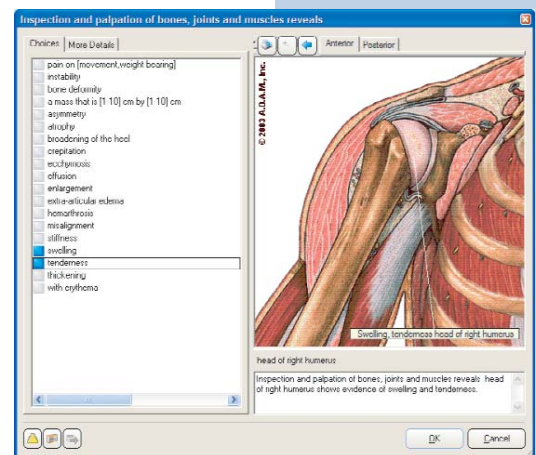 Inspection and palpation of bones, joints and muscles reveals
Choices More Details
Anterior Posterior
pain on [movement,weight bearing]
instability
bone deformity
a mass that is [1-10] cm by [1-10] cm
asymmetry
atrophy
broadening of the heel
crepitation
ecchymosis
effusion
enlargement
extra-articular edema
hemarthrosis
misalignment
stiffness
swelling
tenderness
thickening
with erythema
© 2003 A.D.A.M., Inc.
Swelling, tenderness head of right humerus
head of right humerus
Inspection and palpation of bones, joints and muscles reveals head
of right humerus shows evidence of swelling and tenderness.
OK Cancel